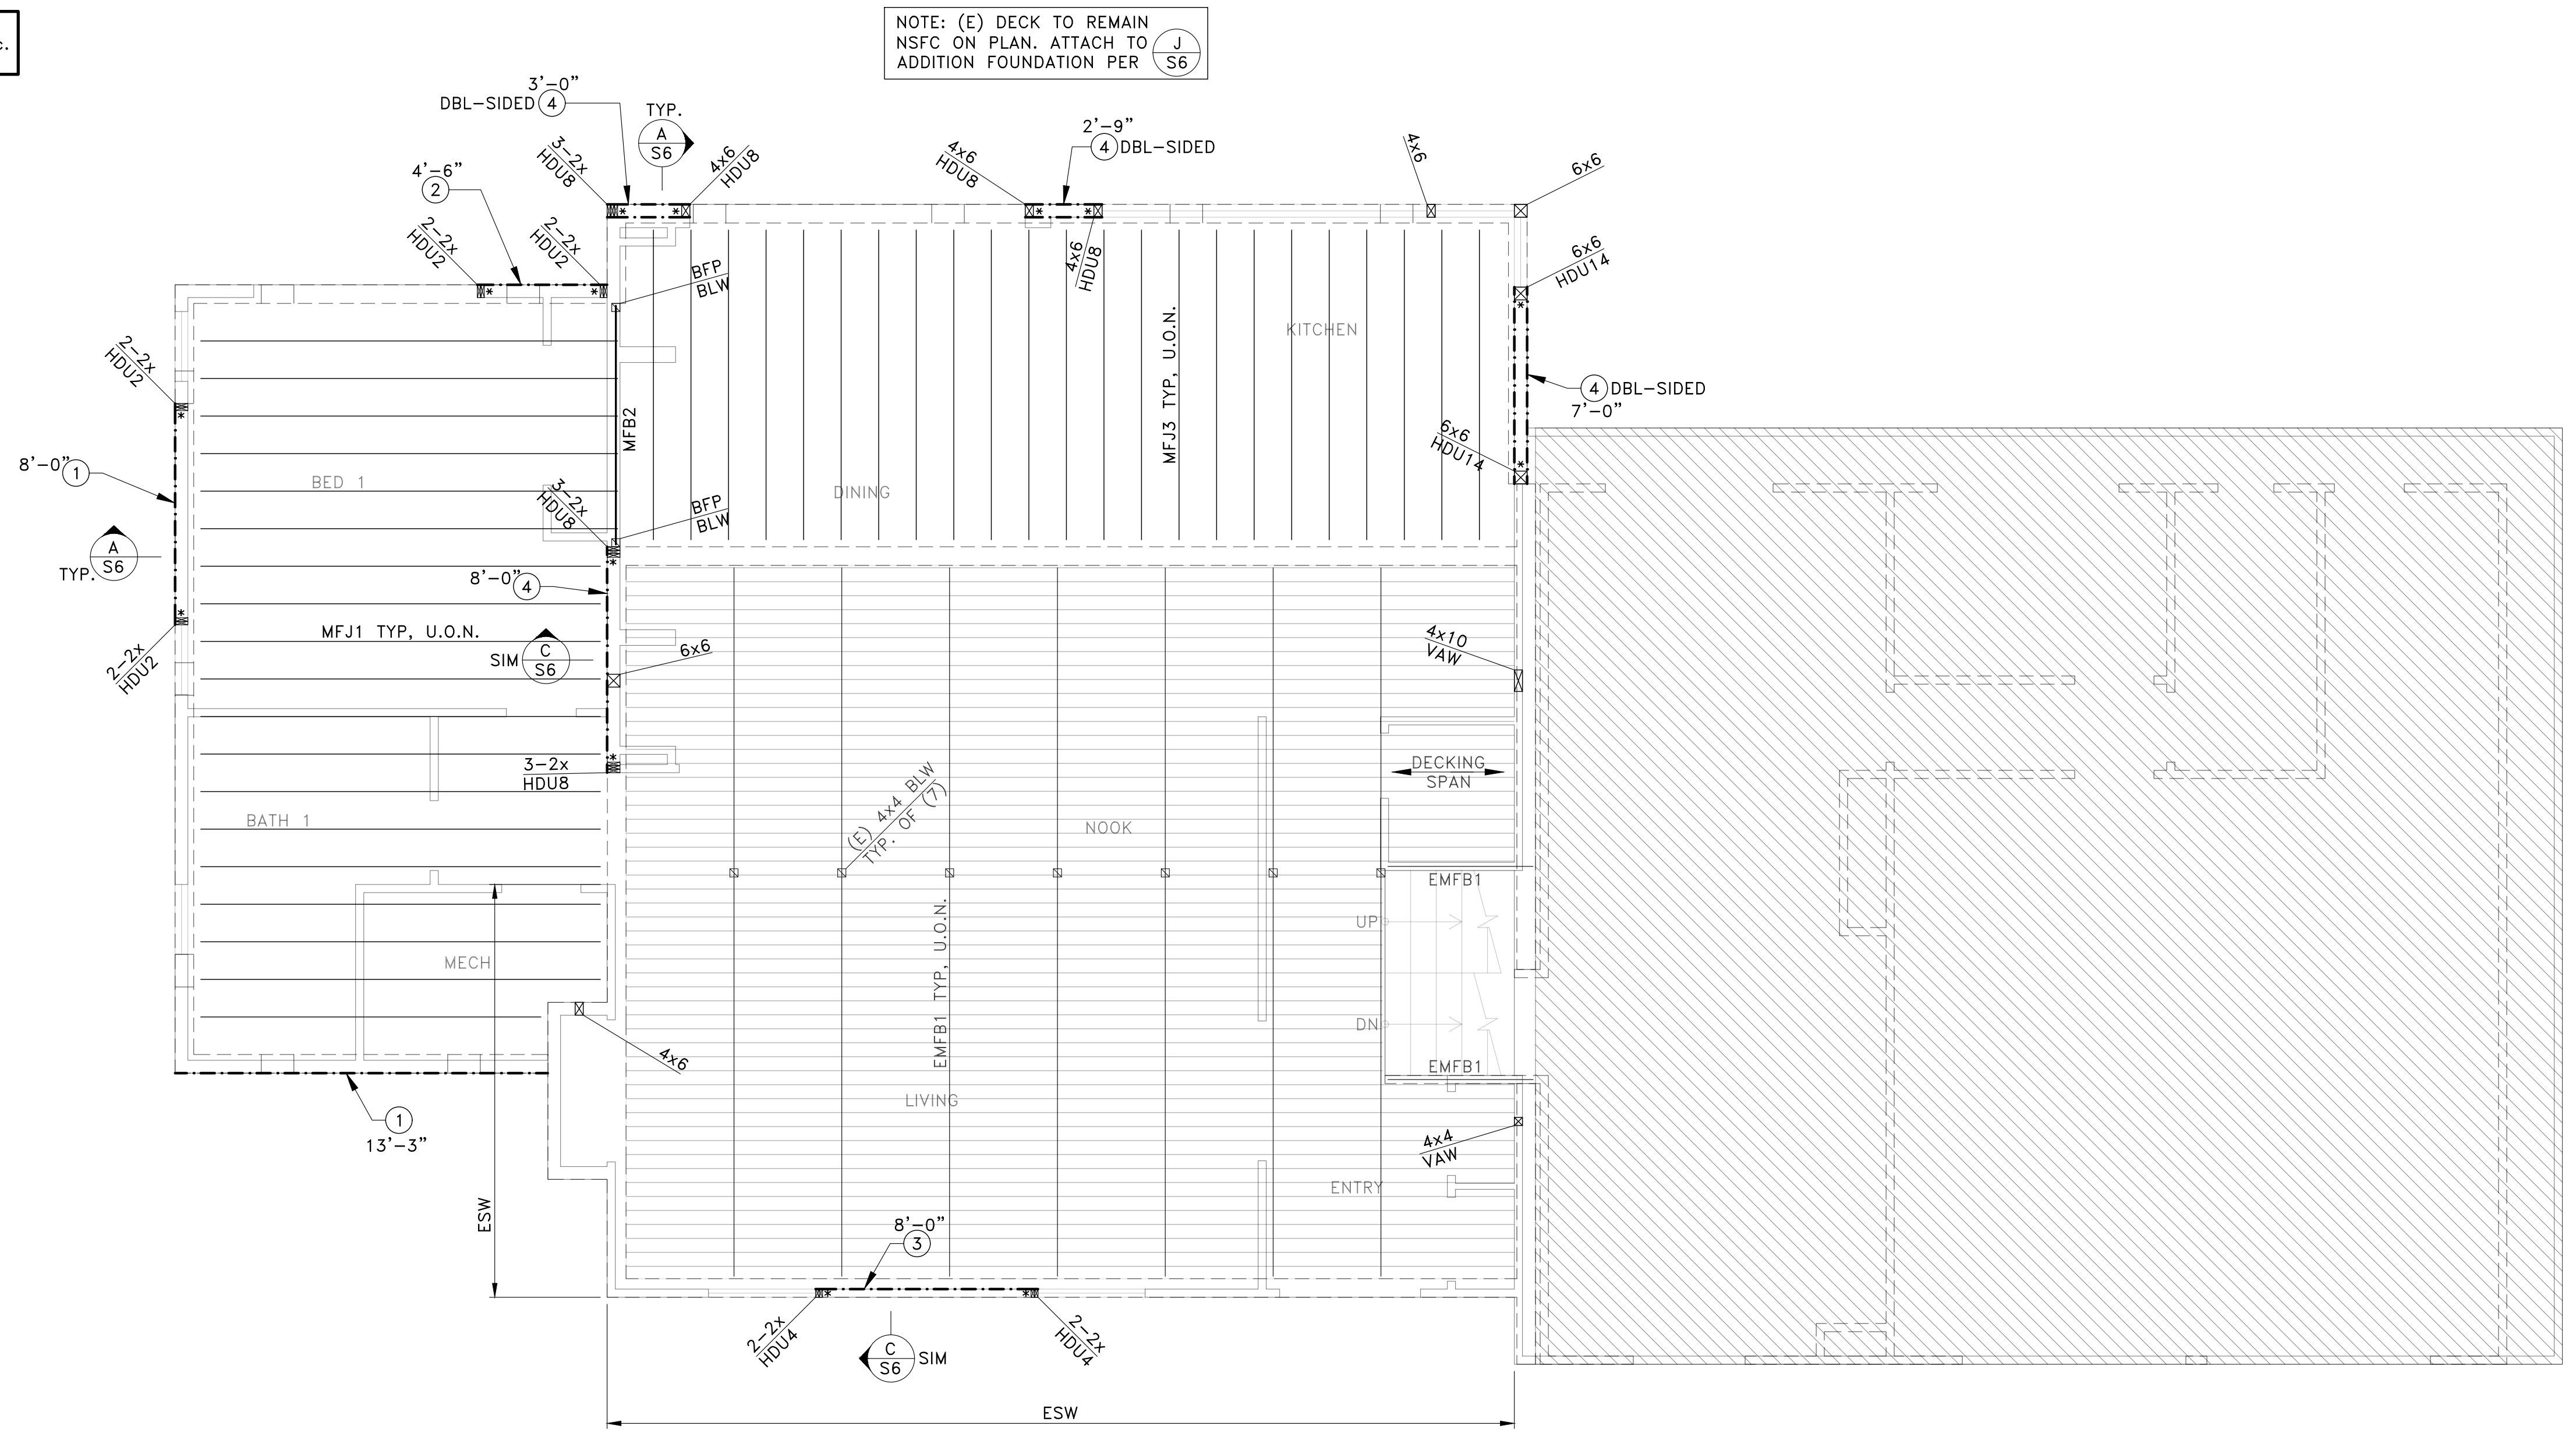 c.
NOTE: (E) DECK TO REMAIN
NSFC ON PLAN. ATTACH TO
ADDITION FOUNDATION PER
J
S6
3'-0"
DBL-SIDED 4
TYP.
A
S6
3-2x
HDU8
4x6
HDU8
4'-6"
2
2-2x
HDU2
2-2x
HDU2
4x6
HDU8
2'-9"
4 DBL-SIDED
4x6
HDU8
4x6
6x6
6x6
HDU14
BFP
BLW
MFB2
MFJ3 TYP, U.O.N.
KITCHEN
4 DBL-SIDED
7'-0"
6x6
HDU14
2-2x
HDU2
8'-0" 1
BED 1
DINING
3-2x
HDU8
BFP
BLW
A
S6
TYP.
8'-0" 4
2-2x
HDU2
MFJ1 TYP, U.O.N.
SIM
C
S6
6x6
4x10
VAW
3-2x
HDU8
DECKING
SPAN
(E) 4x4 BLW
TYP. OF (7)
BATH 1
NOOK
EMFB1
UP
EMFB1 TYP, U.O.N.
MECH
DN
EMFB1
4x6
LIVING
1
13'-3"
4x4
VAW
ENTRY
ESW
8'-0"
3
2-2x
HDU4
2-2x
HDU4
C
S6
SIM
ESW